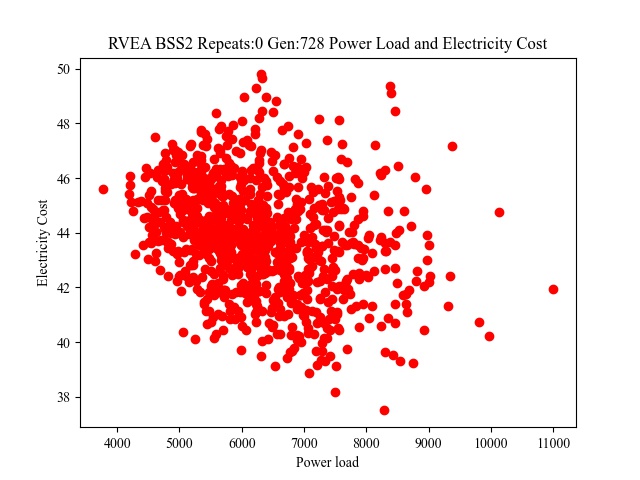 RVEA BSS2 Repeats:0 Gen:728 Power Load and Electricity Cost
50
48
46
44
42
40
38
Electricity Cost
4000 5000 6000 7000 8000 9000 10000 11000
Power load